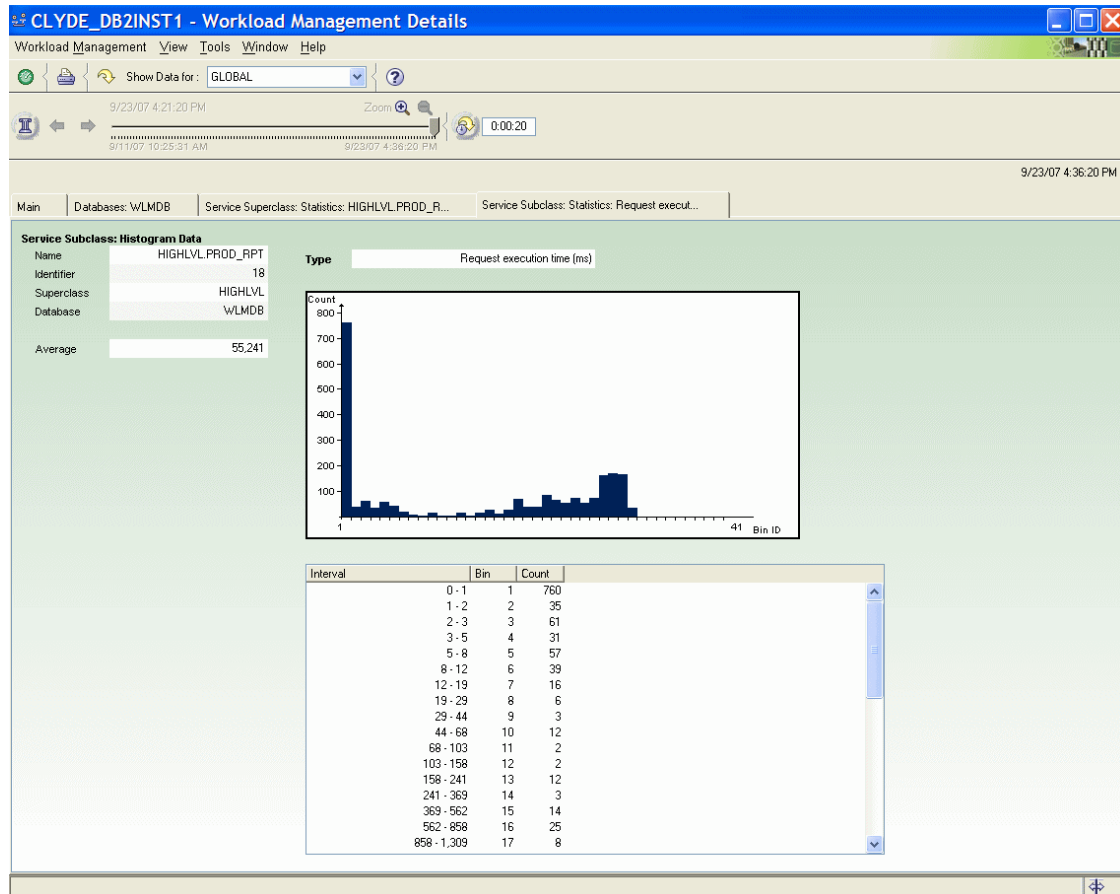 CLYDE_DB2INST1 - Workload Management Details
Workload Management View Tools Window Help
Show Data for: GLOBAL
9/23/07 4:21:20 PM Zoom
0:00:20
9/11/07 10:25:31 AM 9/23/07 4:36:20 PM
9/23/07 4:36:20 PM
Main Databases: WLMDB Service Superclass: Statistics: HIGHLVL.PROD_R... Service Subclass: Statistics: Request execut...
Service Subclass: Histogram Data
Name HIGHLVL.PROD_RPT
Identifier 18
Superclass HIGHLVL
Database WLMDB
Average 55,241
Type Request execution time (ms)
Count
800
700
600
500
400
300
200
100
1 41 Bin ID
Interval Bin Count
0 - 1 1 760
1 - 2 2 35
2 - 3 3 61
3 - 5 4 31
5 - 8 5 57
8 - 12 6 39
12 - 19 7 16
19 - 29 8 6
29 - 44 9 3
44 - 68 10 12
68 - 103 11 2
103 - 158 12 2
158 - 241 13 12
241 - 369 14 3
369 - 562 15 14
562 - 858 16 25
858 - 1,309 17 8